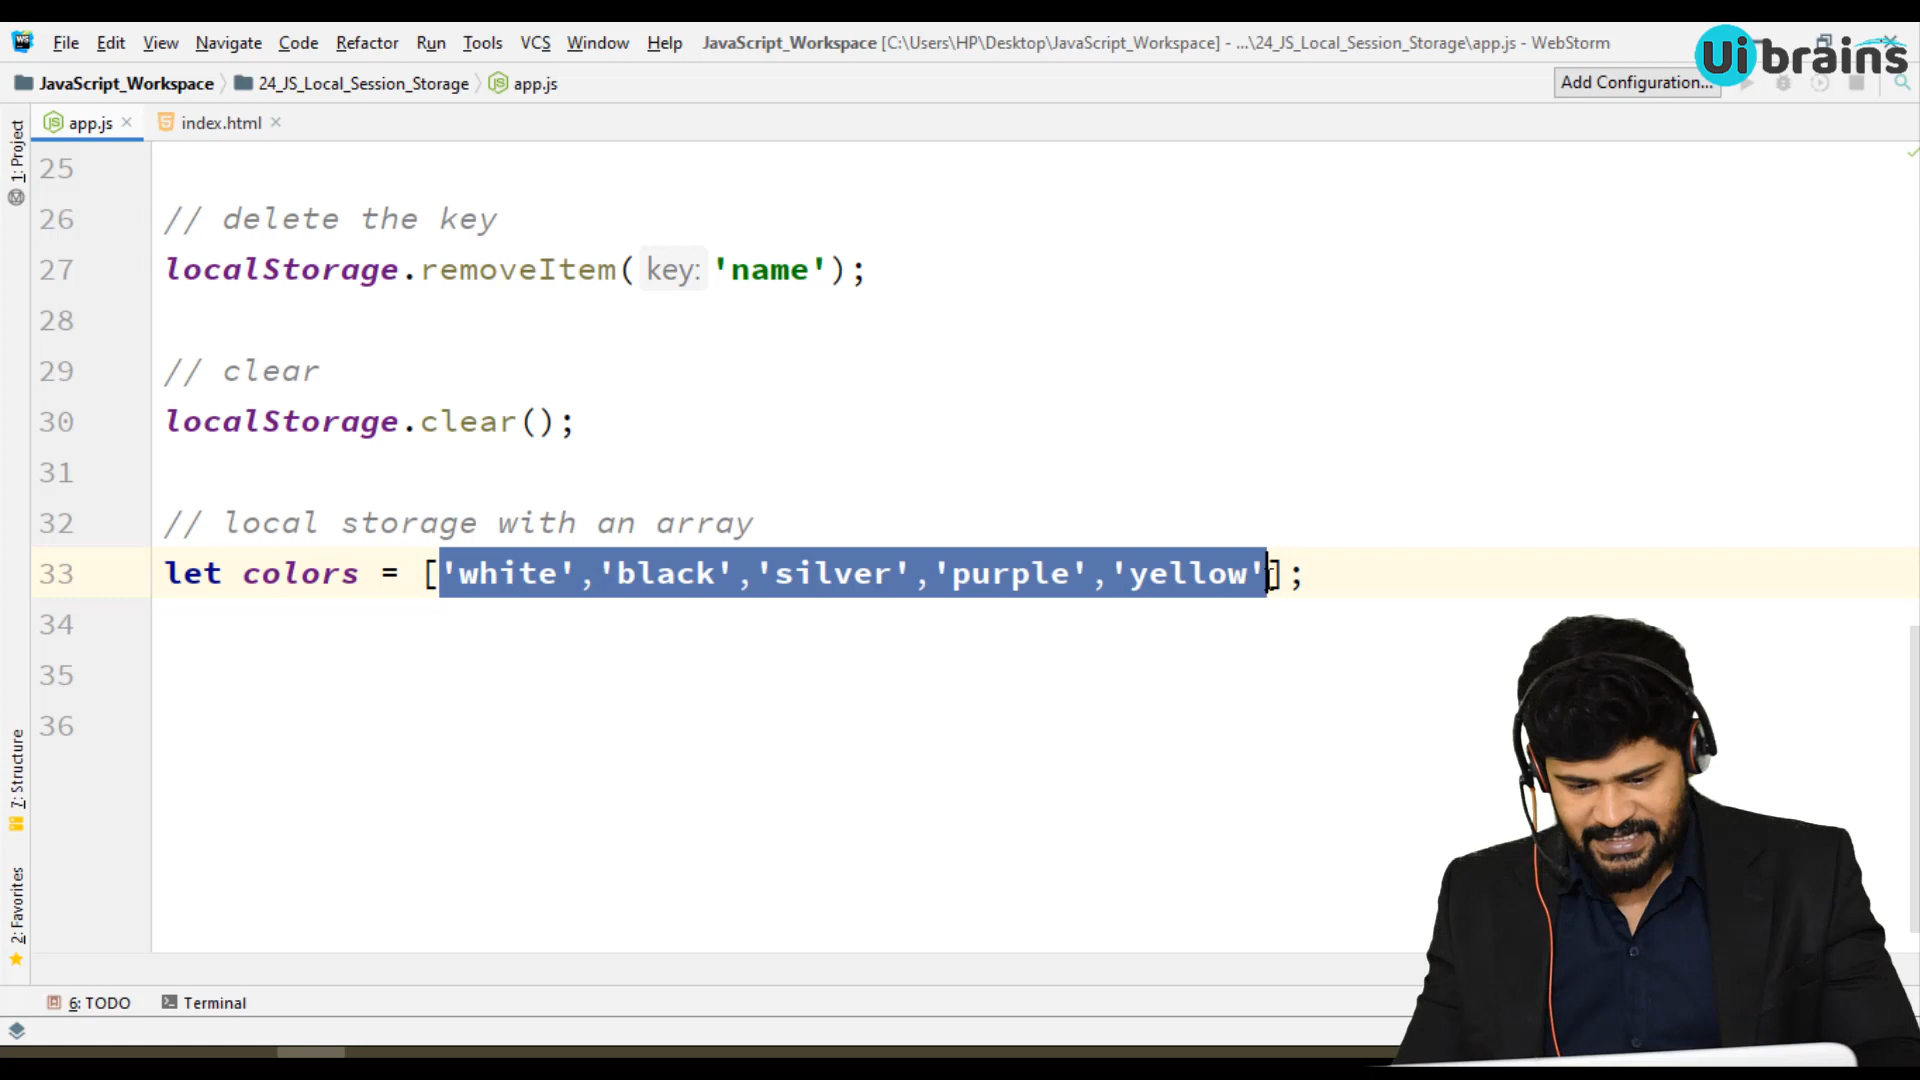 File Edit View Navigate Code Refactor Run Tools VCS Window Help JavaScript_Workspace [C:\Users\HP\Desktop\JavaScript_Workspace] - ...\24_JS_Local_Session_Storage\app.js - WebStorm
Ui brains
JavaScript_Workspace 24_JS_Local_Session_Storage app.js Add Configuration...
app.js index.html
1: Project
25
26 // delete the key
27 localStorage.removeItem( key: 'name');
28
29 // clear
30 localStorage.clear();
31
32 // local storage with an array
33 let colors = ['white','black','silver','purple','yellow'];
34
35
36
7: Structure
2: Favorites
6: TODO Terminal